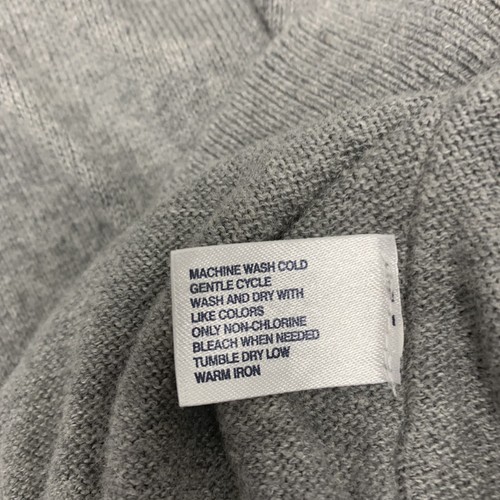 MACHINE WASH COLD
GENTLE CYCLE
WASH AND DRY WITH
LIKE COLORS
ONLY NON-CHLORINE
BLEACH WHEN NEEDED
TUMBLE DRY LOW
WARM IRON